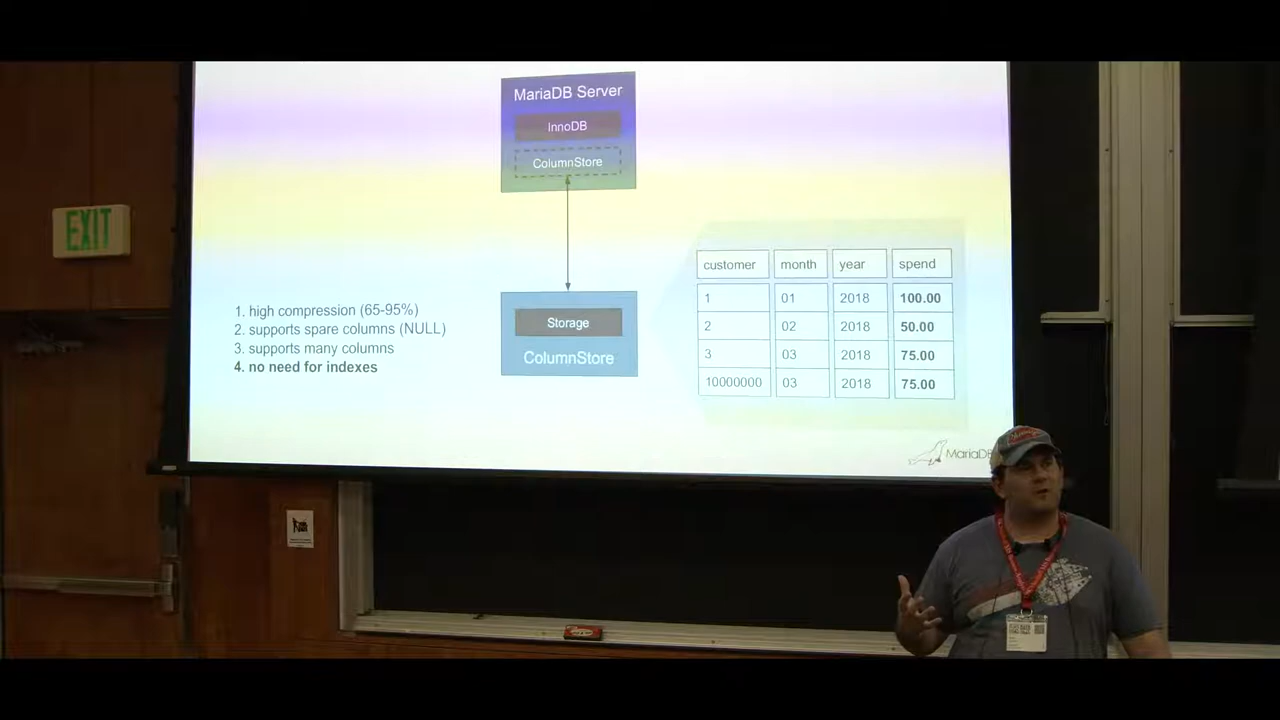 MariaDB Server
InnoDB
ColumnStore
EXIT
1. high compression (65-95%)
2. supports spare columns (NULL)
3. supports many columns
4. no need for indexes
Storage
ColumnStore
customer month year spend
1 01 2018 100.00
2 02 2018 50.00
3 03 2018 75.00
10000000 03 2018 75.00
MariaDB